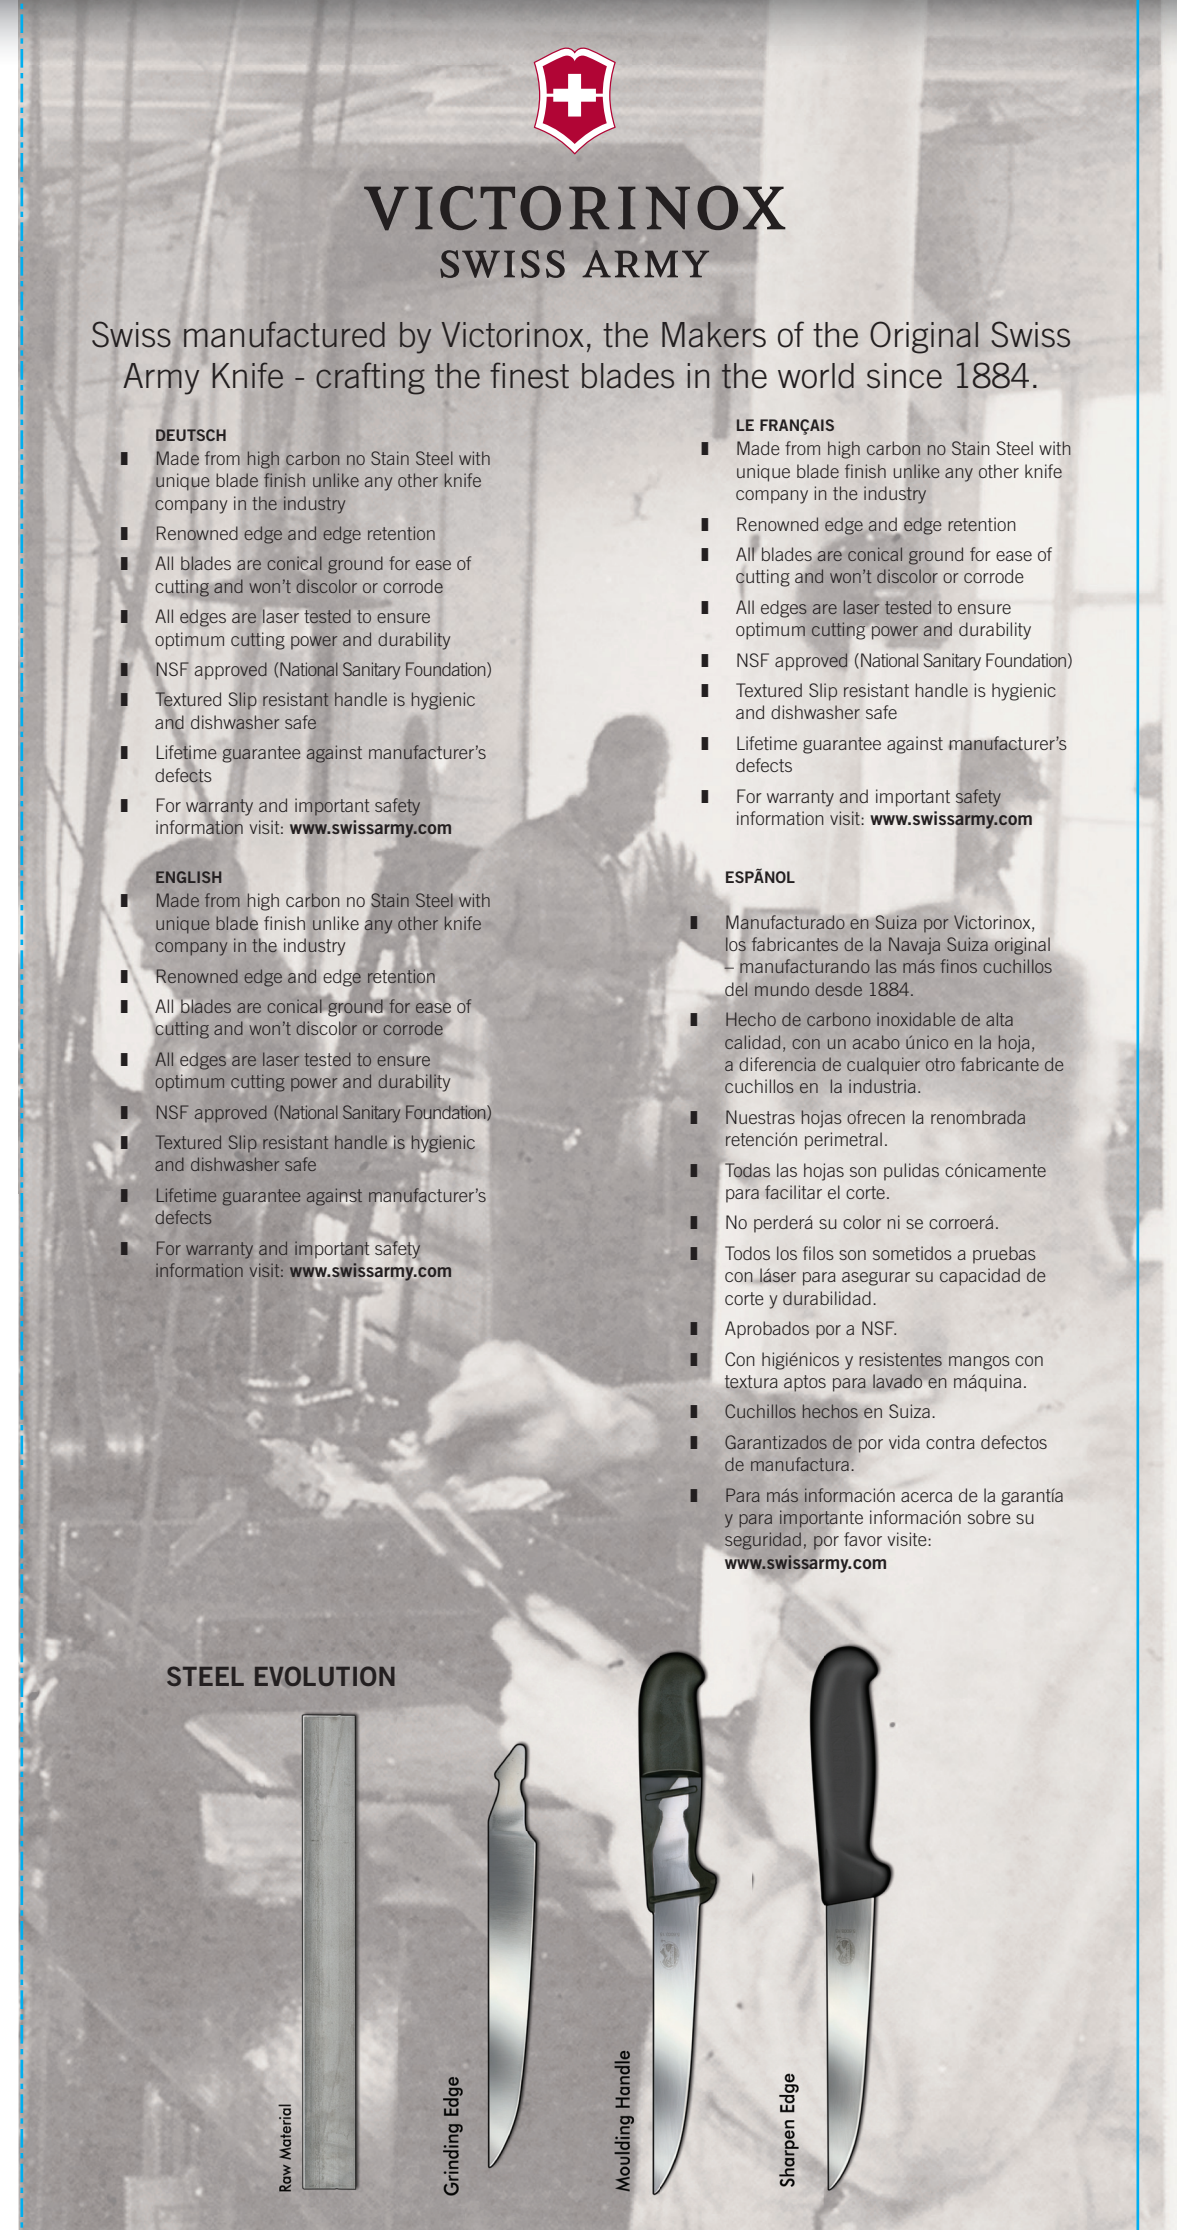 VICTORINOX
SWISS ARMY
Swiss manufactured by Victorinox, the Makers of the Original Swiss
Army Knife - crafting the finest blades in the world since 1884.
DEUTSCH
Made from high carbon no Stain Steel with
unique blade finish unlike any other knife
company in the industry
Renowned edge and edge retention
All blades are conical ground for ease of
cutting and won't discolor or corrode
All edges are laser tested to ensure
optimum cutting power and durability
NSF approved (National Sanitary Foundation)
Textured Slip resistant handle is hygienic
and dishwasher safe
Lifetime guarantee against manufacturer's
defects
For warranty and important safety
information visit: www.swissarmy.com
LE FRANÇAIS
Made from high carbon no Stain Steel with
unique blade finish unlike any other knife
company in the industry
Renowned edge and edge retention
All blades are conical ground for ease of
cutting and won't discolor or corrode
All edges are laser tested to ensure
optimum cutting power and durability
NSF approved (National Sanitary Foundation)
Textured Slip resistant handle is hygienic
and dishwasher safe
Lifetime guarantee against manufacturer's
defects
For warranty and important safety
information visit: www.swissarmy.com
ENGLISH
Made from high carbon no Stain Steel with
unique blade finish unlike any other knife
company in the industry
Renowned edge and edge retention
All blades are conical ground for ease of
cutting and won't discolor or corrode
All edges are laser tested to ensure
optimum cutting power and durability
NSF approved (National Sanitary Foundation)
Textured Slip resistant handle is hygienic
and dishwasher safe
Lifetime guarantee against manufacturer's
defects
For warranty and important safety
information visit: www.swissarmy.com
ESPÃNOL
Manufacturado en Suiza por Victorinox,
los fabricantes de la Navaja Suiza original
– manufacturando las más finos cuchillos
del mundo desde 1884.
Hecho de carbono inoxidable de alta
calidad, con un acabo único en la hoja,
a diferencia de cualquier otro fabricante de
cuchillos en la industria.
Nuestras hojas ofrecen la renombrada
retención perimetral.
Todas las hojas son pulidas cónicamente
para facilitar el corte.
No perderá su color ni se corroerá.
Todos los filos son sometidos a pruebas
con láser para asegurar su capacidad de
corte y durabilidad.
Aprobados por a NSF.
Con higiénicos y resistentes mangos con
textura aptos para lavado en máquina.
Cuchillos hechos en Suiza.
Garantizados de por vida contra defectos
de manufactura.
Para más información acerca de la garantía
y para importante información sobre su
seguridad, por favor visite:
www.swissarmy.com
STEEL EVOLUTION
Raw Material
Grinding Edge
Moulding Handle
Sharpen Edge